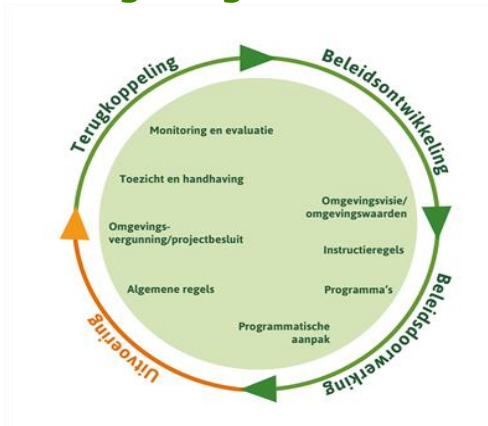 Terugkoppeling
Beleidsontwikkeling
Monitoring en evaluatie
Toezicht en handhaving
Omgevingsvisie/
omgevingswaarden
Omgevings-
vergunning/projectbesluit
Instructieregels
Algemene regels
Programma's
Programmatische
aanpak
Uitvoering
Beleidsdoorwerking